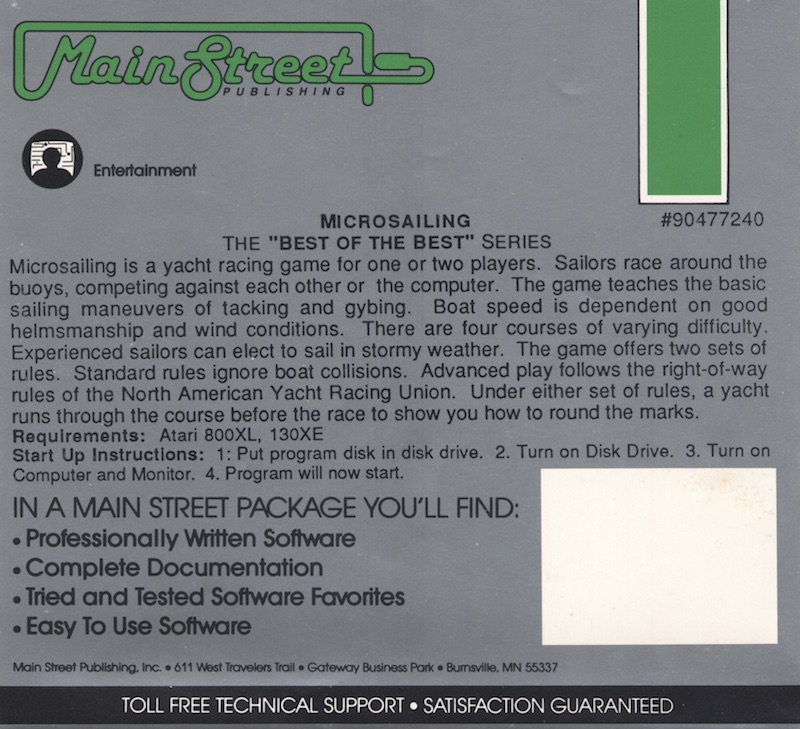 Main Street
PUBLISHING
Entertainment
#90477240
MICROSAILING
THE "BEST OF THE BEST" SERIES
Microsailing is a yacht racing game for one or two players. Sailors race around the
buoys, competing against each other or the computer. The game teaches the basic
sailing maneuvers of tacking and gybing. Boat speed is dependent on good
helmsmanship and wind conditions. There are four courses of varying difficulty.
Experienced sailors can elect to sail in stormy weather. The game offers two sets of
rules. Standard rules ignore boat collisions. Advanced play follows the right-of-way
rules of the North American Yacht Racing Union. Under either set of rules, a yacht
runs through the course before the race to show you how to round the marks.
Requirements: Atari 800XL, 130XE
Start Up Instructions: 1: Put program disk in disk drive. 2. Turn on Disk Drive. 3. Turn on
Computer and Monitor. 4. Program will now start.
IN A MAIN STREET PACKAGE YOU'LL FIND:
• Professionally Written Software
• Complete Documentation
• Tried and Tested Software Favorites
• Easy To Use Software
Main Street Publishing, Inc. • 611 West Travelers Trail • Gateway Business Park • Burnsville, MN 55337
TOLL FREE TECHNICAL SUPPORT • SATISFACTION GUARANTEED